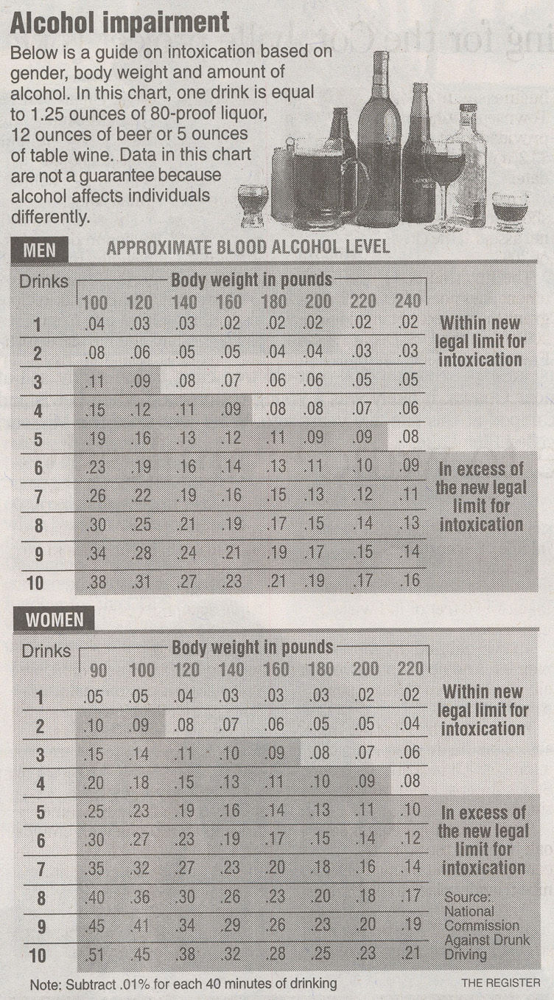 Alcohol impairment
Below is a guide on intoxication based on
gender, body weight and amount of
alcohol. In this chart, one drink is equal
to 1.25 ounces of 80-proof liquor,
12 ounces of beer or 5 ounces
of table wine. Data in this chart
are not a guarantee because
alcohol affects individuals
differently.
MEN APPROXIMATE BLOOD ALCOHOL LEVEL
Drinks Body weight in pounds
100 120 140 160 180 200 220 240
1 .04 .03 .03 .02 .02 .02 .02 .02
2 .08 .06 .05 .05 .04 .04 .03 .03
3 .11 .09 .08 .07 .06 .06 .05 .05
4 .15 .12 .11 .09 .08 .08 .07 .06
5 .19 .16 .13 .12 .11 .09 .09 .08
6 .23 .19 .16 .14 .13 .11 .10 .09
7 .26 .22 .19 .16 .15 .13 .12 .11
8 .30 .25 .21 .19 .17 .15 .14 .13
9 .34 .28 .24 .21 .19 .17 .15 .14
10 .38 .31 .27 .23 .21 .19 .17 .16
Within new
legal limit for
intoxication
In excess of
the new legal
limit for
intoxication
WOMEN
Drinks Body weight in pounds
90 100 120 140 160 180 200 220
1 .05 .05 .04 .03 .03 .03 .02 .02
2 .10 .09 .08 .07 .06 .05 .05 .04
3 .15 .14 .11 .10 .09 .08 .07 .06
4 .20 .18 .15 .13 .11 .10 .09 .08
5 .25 .23 .19 .16 .14 .13 .11 .10
6 .30 .27 .23 .19 .17 .15 .14 .12
7 .35 .32 .27 .23 .20 .18 .16 .14
8 .40 .36 .30 .26 .23 .20 .18 .17
9 .45 .41 .34 .29 .26 .23 .20 .19
10 .51 .45 .38 .32 .28 .25 .23 .21
Within new
legal limit for
intoxication
In excess of
the new legal
limit for
intoxication
Source:
National
Commission
Against Drunk
Driving
Note: Subtract .01% for each 40 minutes of drinking
THE REGISTER